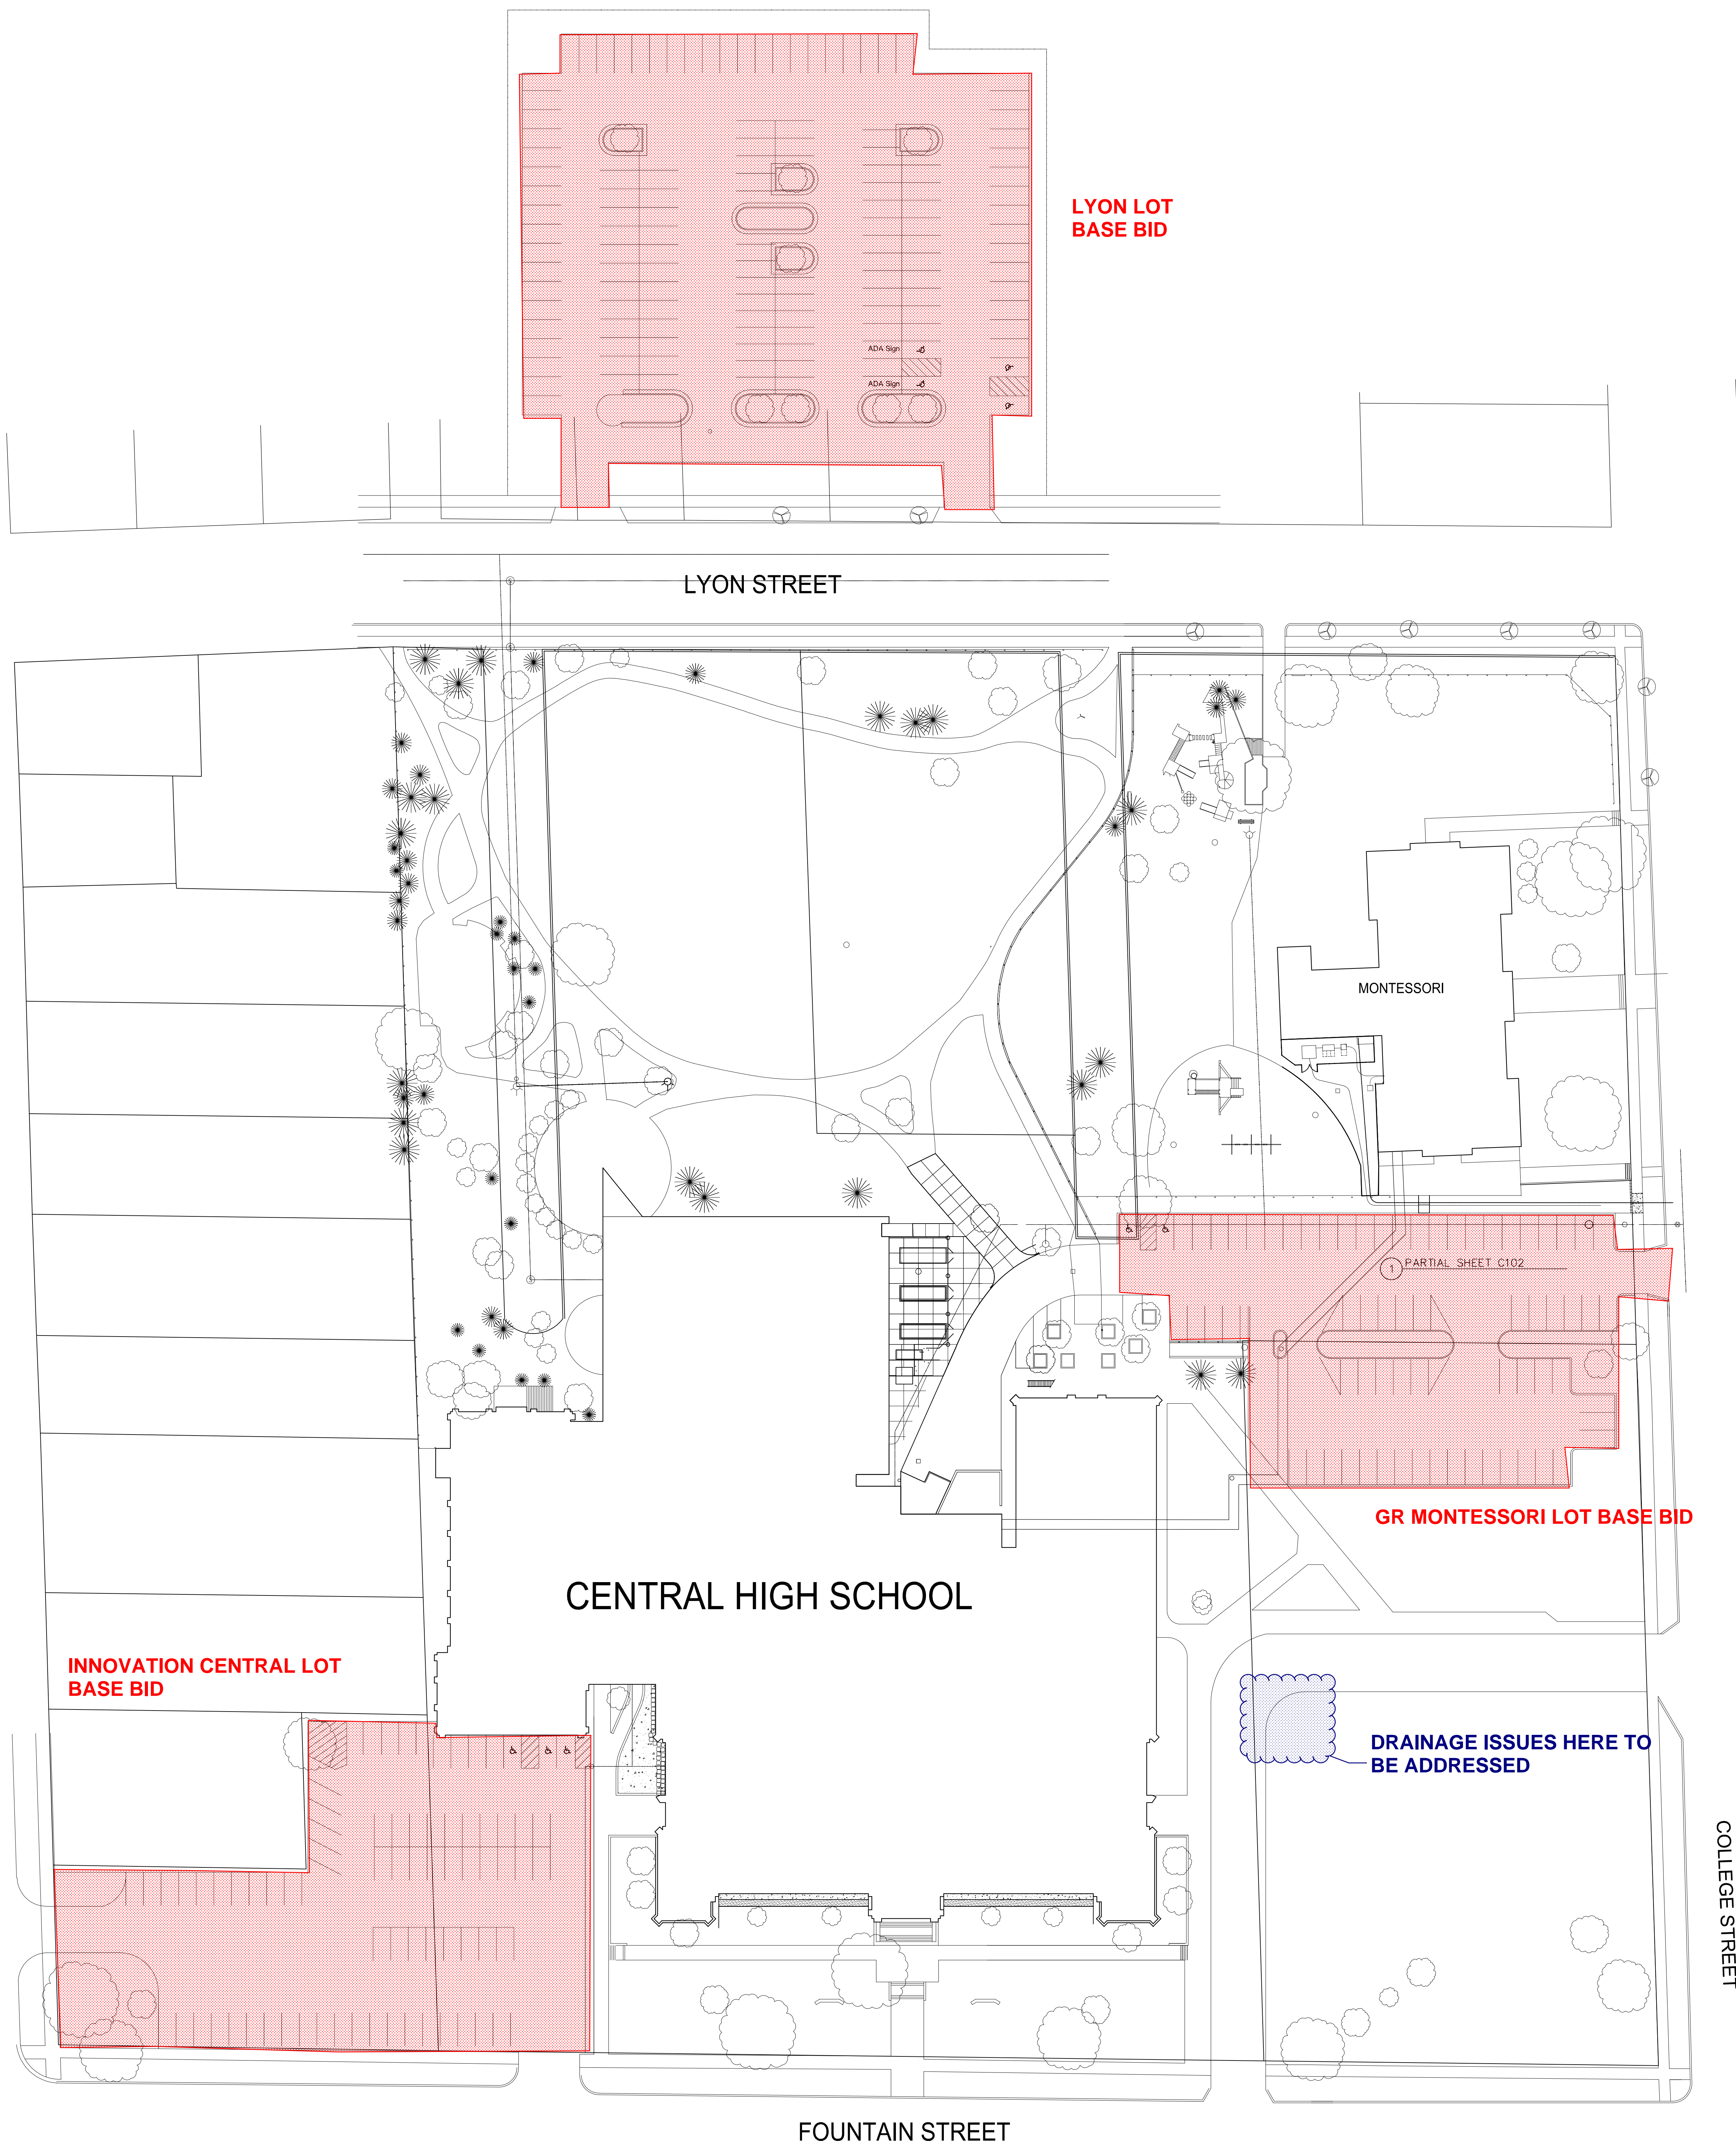 LYON LOT
BASE BID
ADA Sign
ADA Sign
LYON STREET
MONTESSORI
1 PARTIAL SHEET C102
GR MONTESSORI LOT BASE BID
CENTRAL HIGH SCHOOL
INNOVATION CENTRAL LOT
BASE BID
DRAINAGE ISSUES HERE TO
BE ADDRESSED
COLLEGE STREET
FOUNTAIN STREET